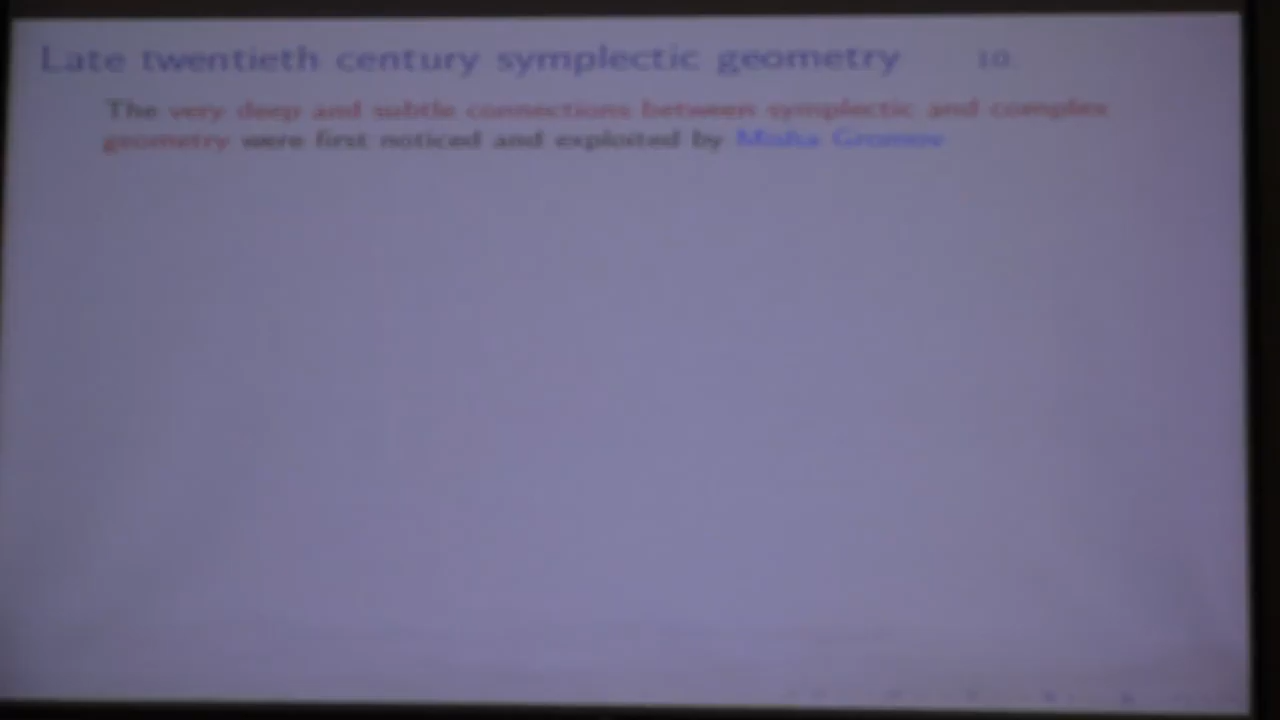 Late twentieth century symplectic geometry 10
The very deep and subtle connections between symplectic and complex
geometry were first noticed and exploited by Misha Gromov